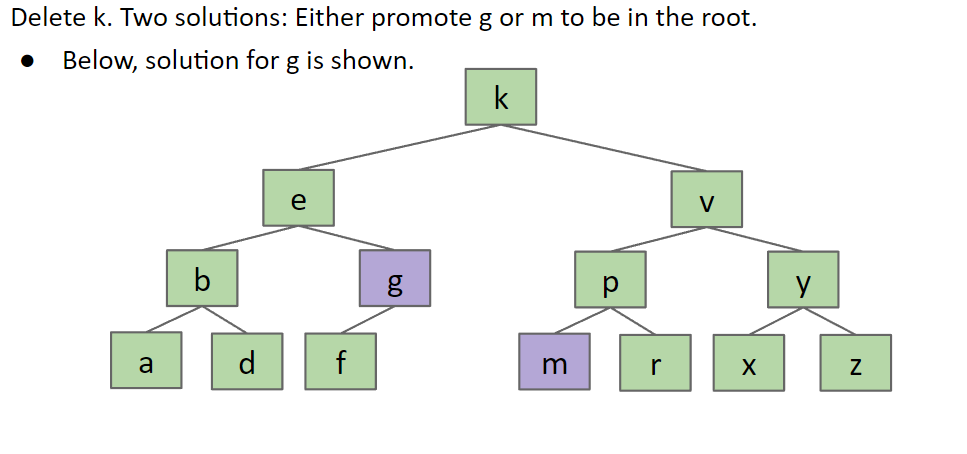 Delete k. Two solutions: Either promote g or m to be in the root.
● Below, solution for g is shown.
k
e
v
b
g
p
y
a
d
f
m
r
x
z